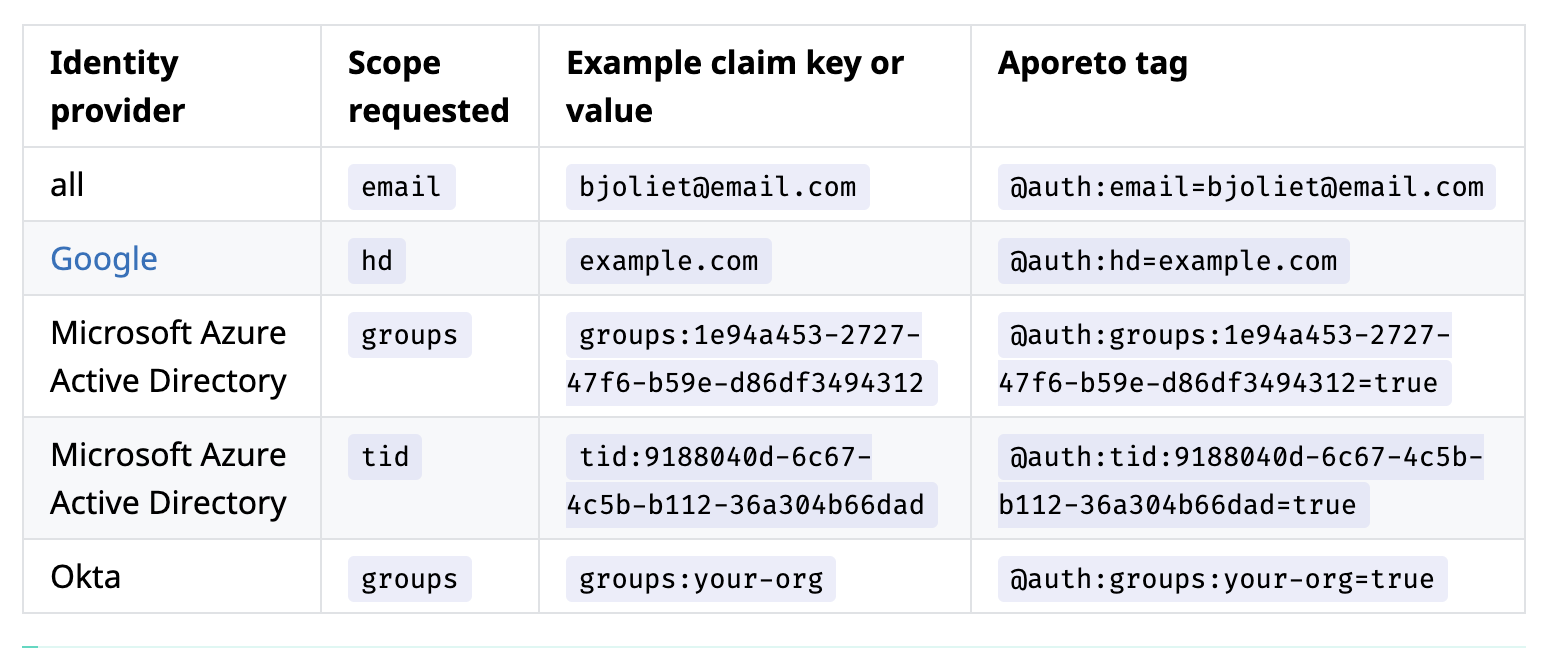 Identity provider | Scope requested | Example claim key or value | Aporeto tag
all | email | bjoliet@email.com | @auth:email=bjoliet@email.com
Google | hd | example.com | @auth:hd=example.com
Microsoft Azure Active Directory | groups | groups:1e94a453-2727-47f6-b59e-d86df3494312 | @auth:groups:1e94a453-2727-47f6-b59e-d86df3494312=true
Microsoft Azure Active Directory | tid | tid:9188040d-6c67-4c5b-b112-36a304b66dad | @auth:tid:9188040d-6c67-4c5b-b112-36a304b66dad=true
Okta | groups | groups:your-org | @auth:groups:your-org=true